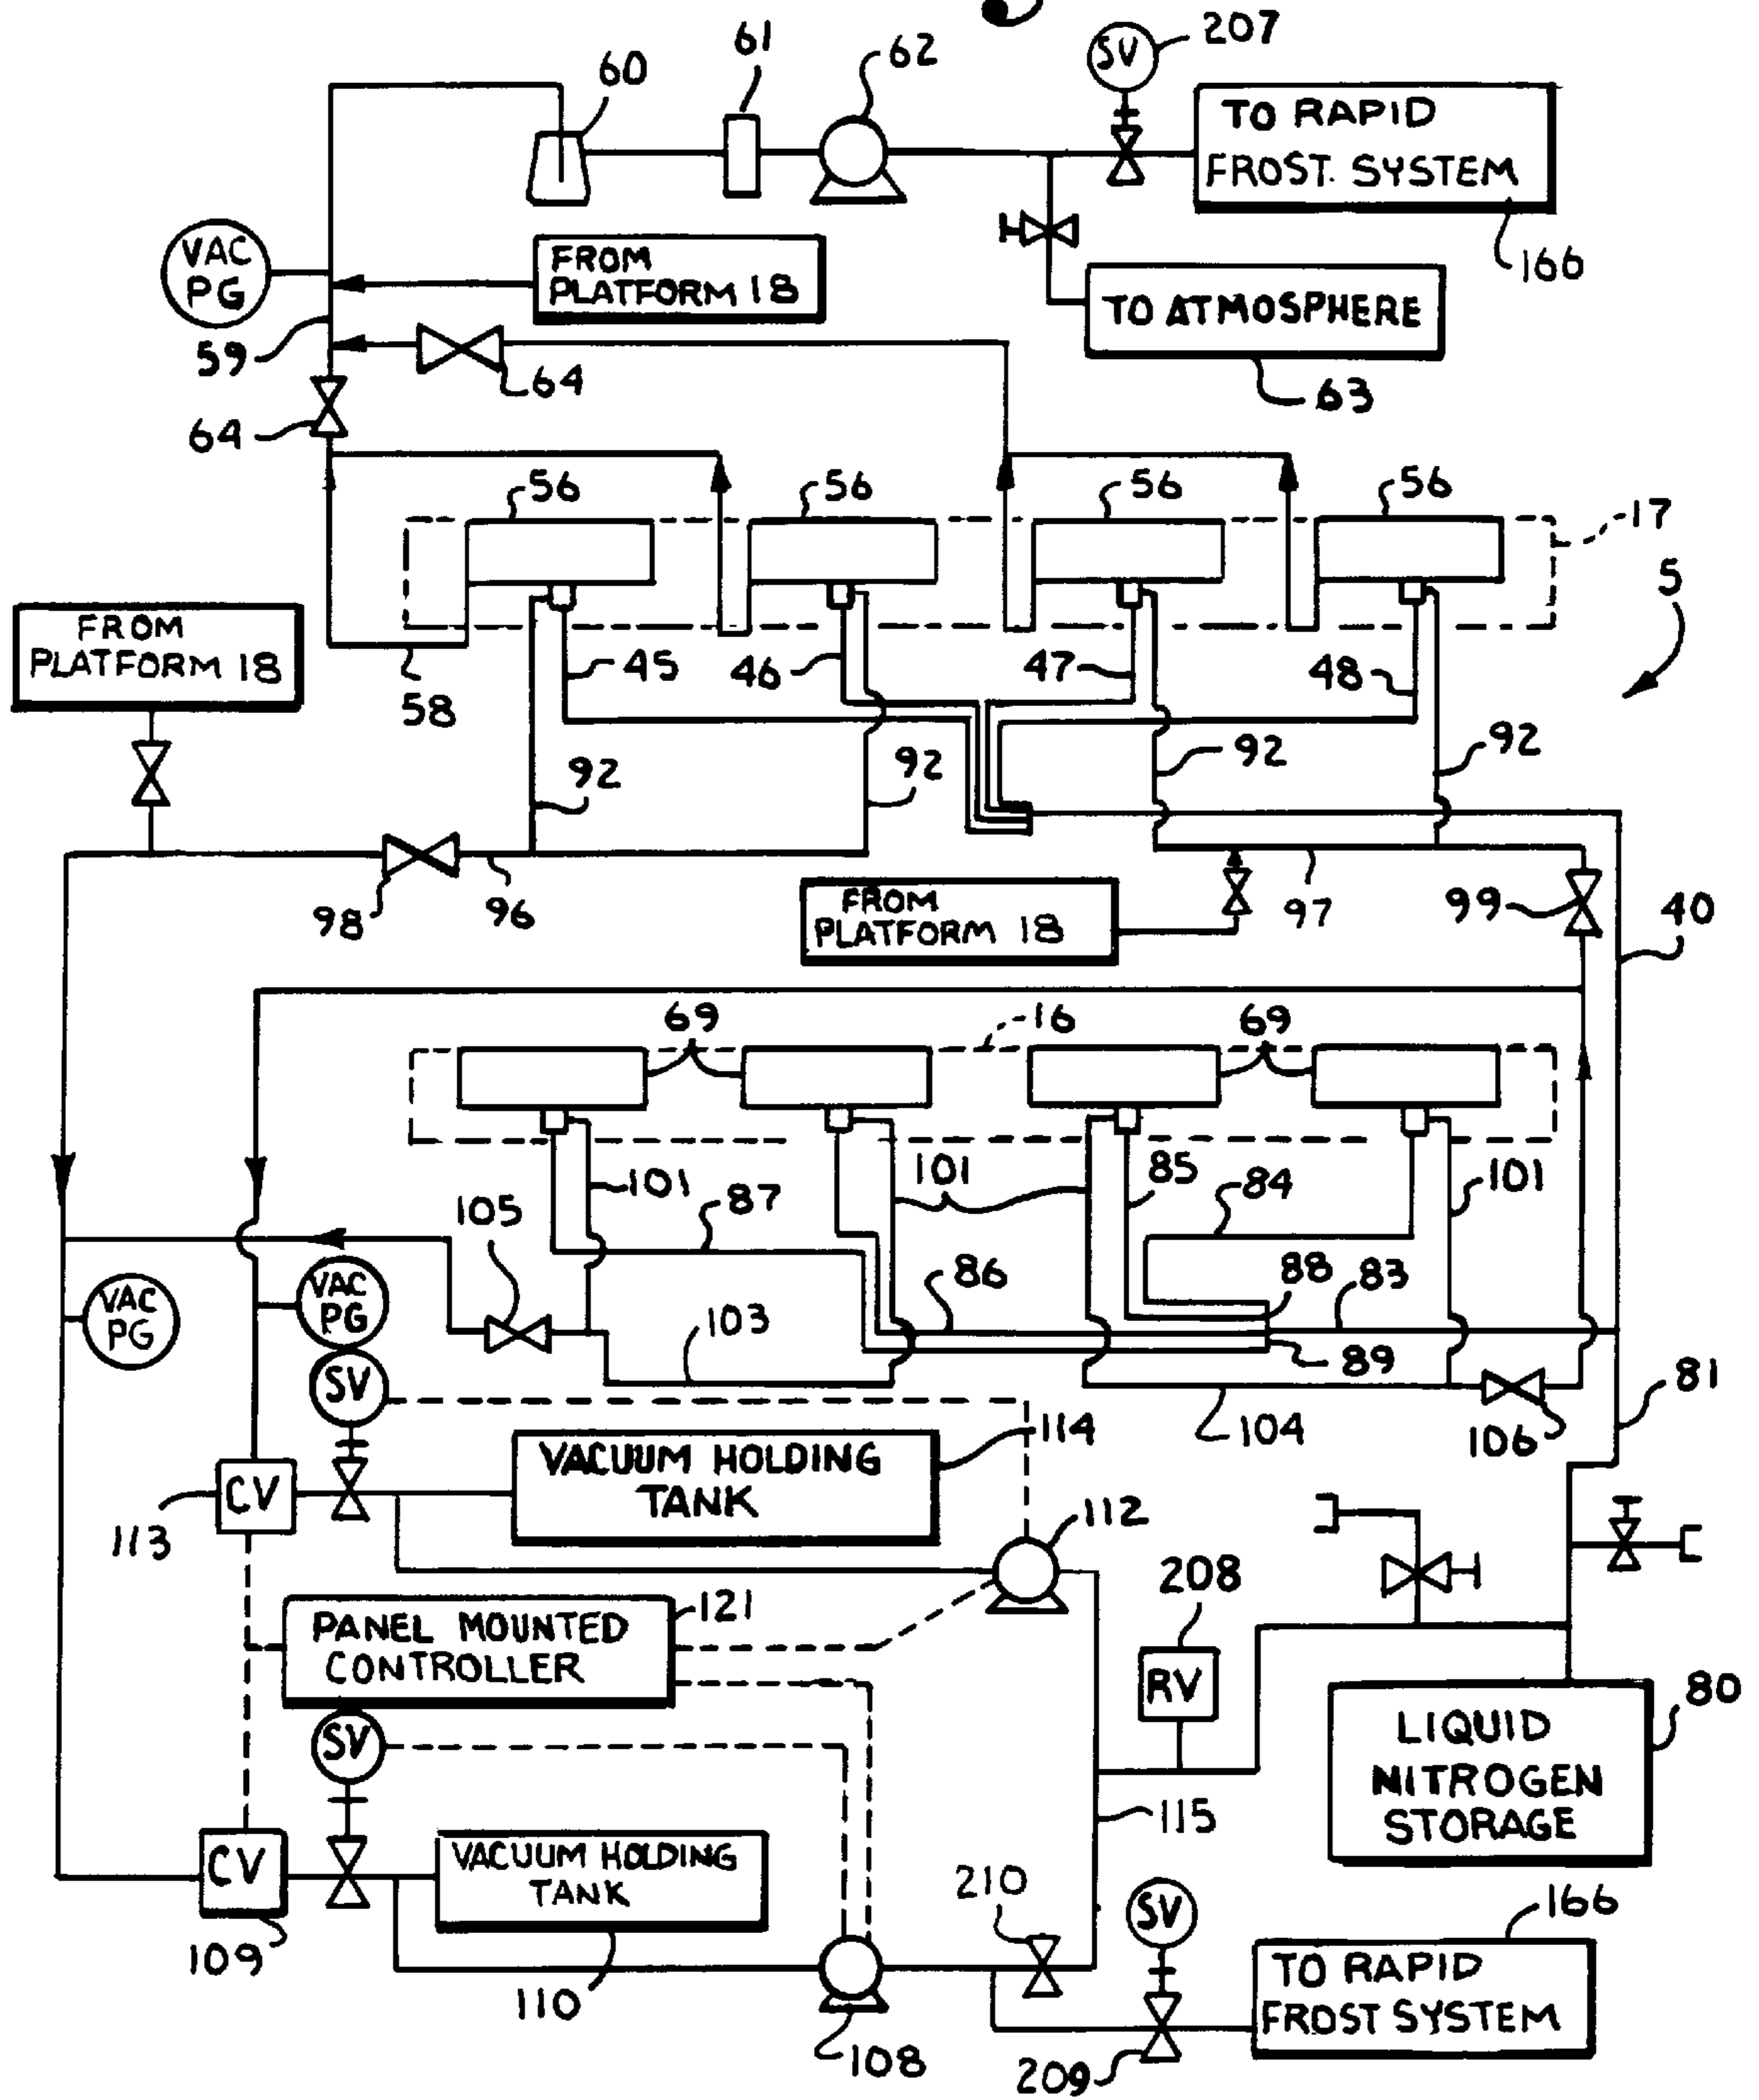 207
61
62
60
SV
TO RAPID
FROST. SYSTEM
166
VAC
PG
FROM
PLATFORM 18
TO ATMOSPHERE
59
64
63
64
56
56
56
56
17
5
FROM
PLATFORM 18
45
46
47
48
58
92
92
92
92
98
96
FROM
PLATFORM 18
97
99
40
69
16
69
101
87
101
85
84
101
105
VAC
PG
VAC
PG
86
88
83
103
89
81
SV
104
106
114
VACUUM HOLDING
TANK
CV
113
112
208
121
PANEL MOUNTED
CONTROLLER
RV
80
SV
LIQUID
NITROGEN
STORAGE
115
CV
VACUUM HOLDING
TANK
210
SV
166
109
110
TO RAPID
FROST SYSTEM
108
209